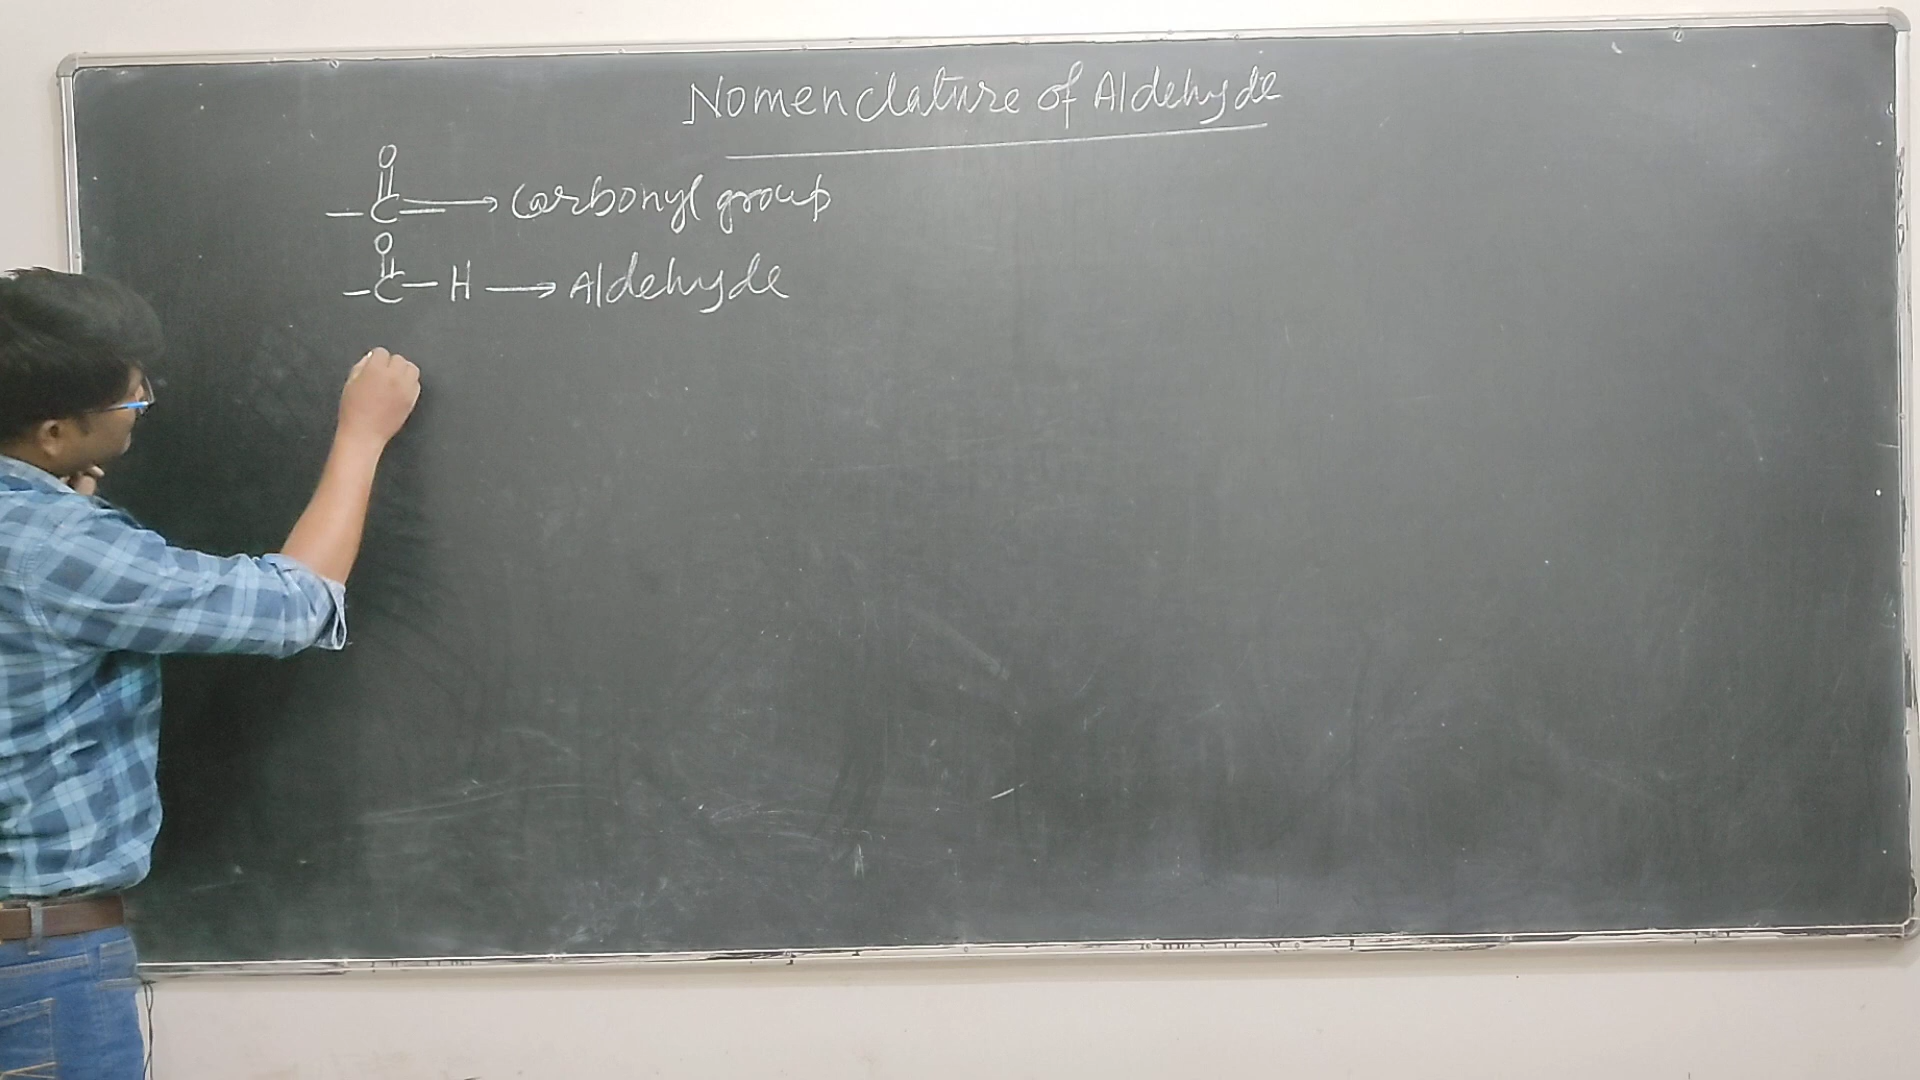 Nomenclature of Aldehyde
O
||
-C- → Carbonyl group
O
||
-C-H → Aldehyde